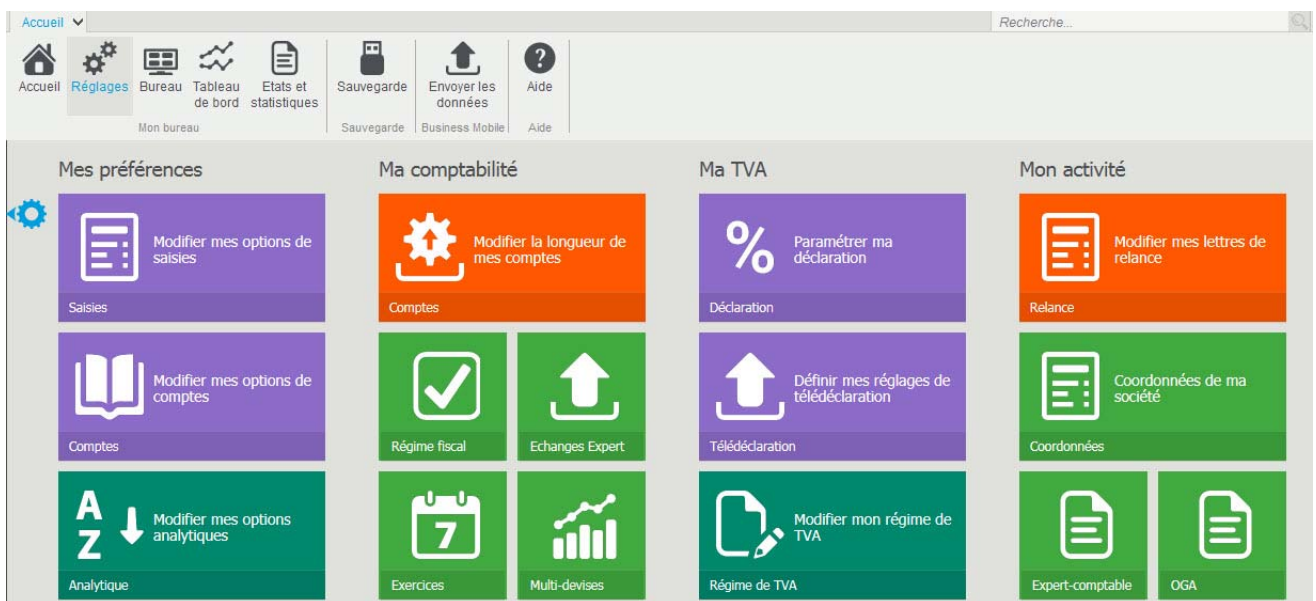 Accueil
Recherche...
Accueil
Réglages
Bureau
Tableau
de bord
Etats et
statistiques
Sauvegarde
Envoyer les
données
Aide
Mon bureau
Sauvegarde
Business Mobile
Aide
Mes préférences
Modifier mes options de
saisies
Saisies
Modifier mes options de
comptes
Comptes
A
Z
Modifier mes options
analytiques
Analytique
Ma comptabilité
Modifier la longueur de
mes comptes
Comptes
Régime fiscal
Echanges Expert
7
Exercices
Multi-devises
Ma TVA
%
Paramétrer ma
déclaration
Déclaration
Définir mes réglages de
télédéclaration
Télédéclaration
Modifier mon régime de
TVA
Régime de TVA
Mon activité
Modifier mes lettres de
relance
Relance
Coordonnées de ma
société
Coordonnées
Expert-comptable
OGA